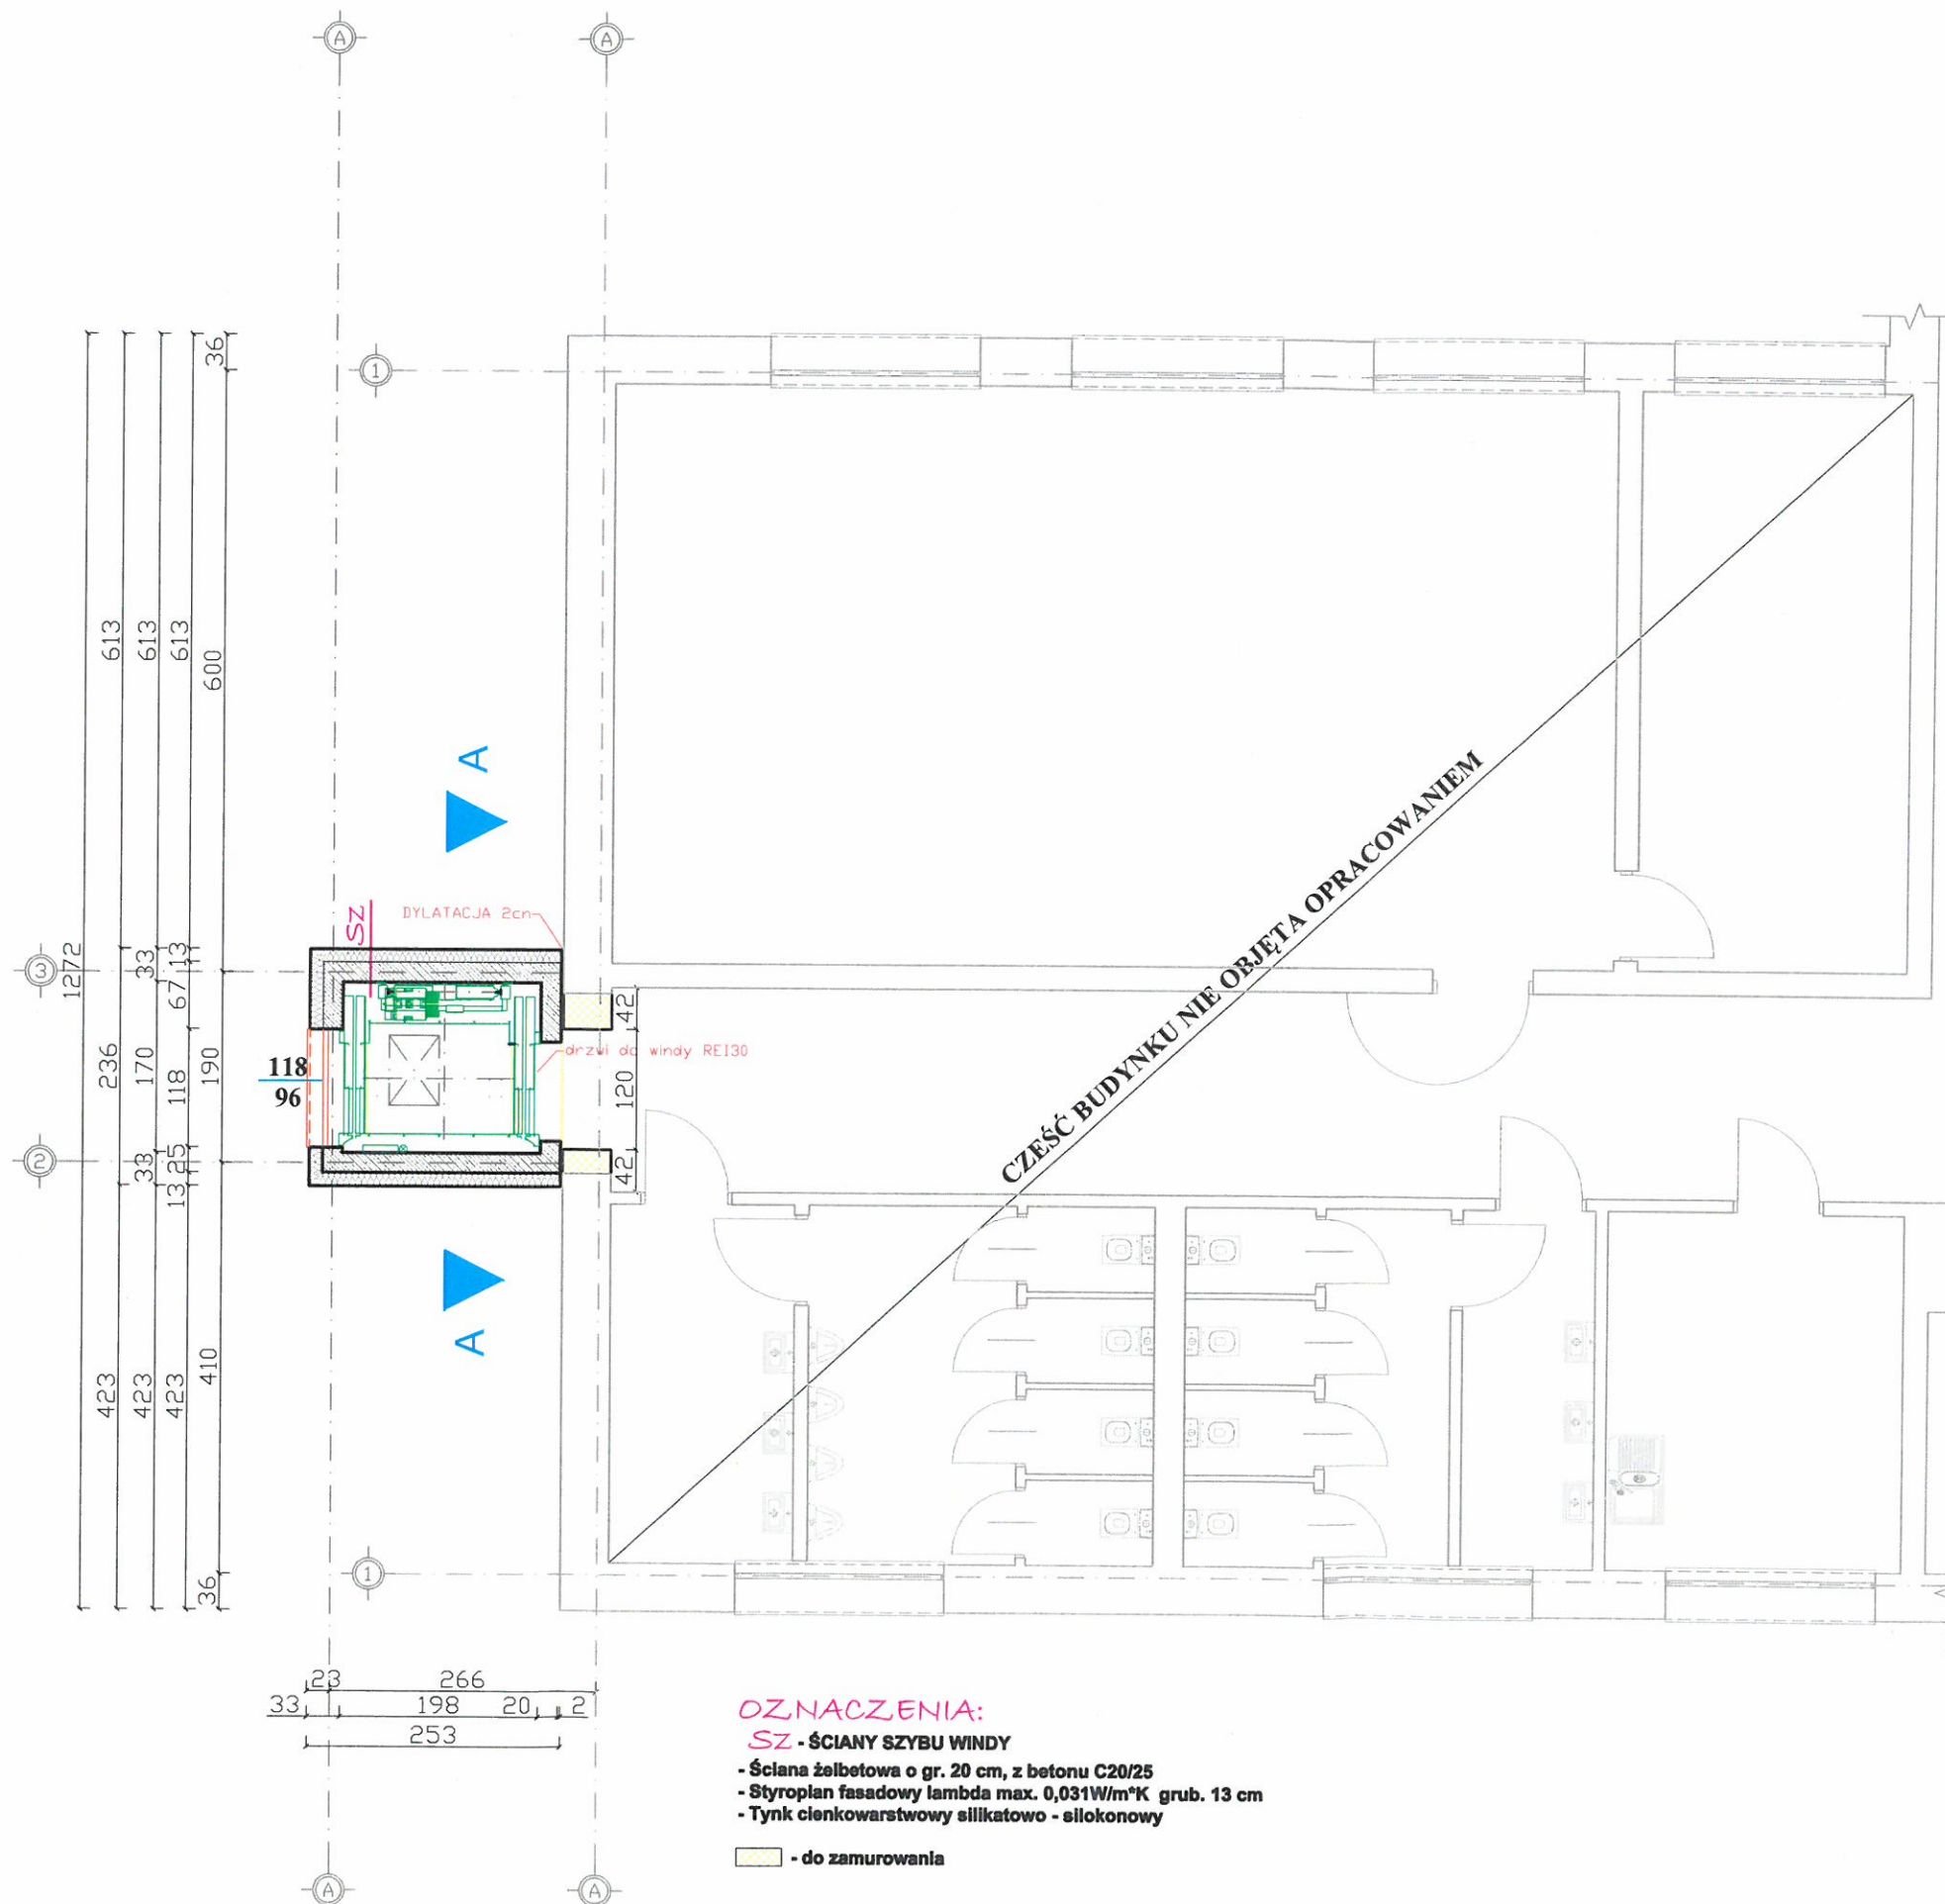 A
A
36
1
613
613
613
600
A
SZ
DYLATACJA 2cm
3
1272
33
13
67
42
236
170
118
190
118
96
drzwi do windy REI30
120
CZEŚĆ BUDYNKU NIE OBJĘTA OPRACOWANIEM
2
33
25
13
42
A
423
423
423
410
1
36
23
266
33
198
20
2
253
OZNACZENIA:
SZ - ŚCIANY SZYBU WINDY
- Ściana żelbetowa o gr. 20 cm, z betonu C20/25
- Styropian fasadowy lambda max. 0,031W/m*K grub. 13 cm
- Tynk cienkowarstwowy silikatowo - silokonowy
- do zamurowania
A
A